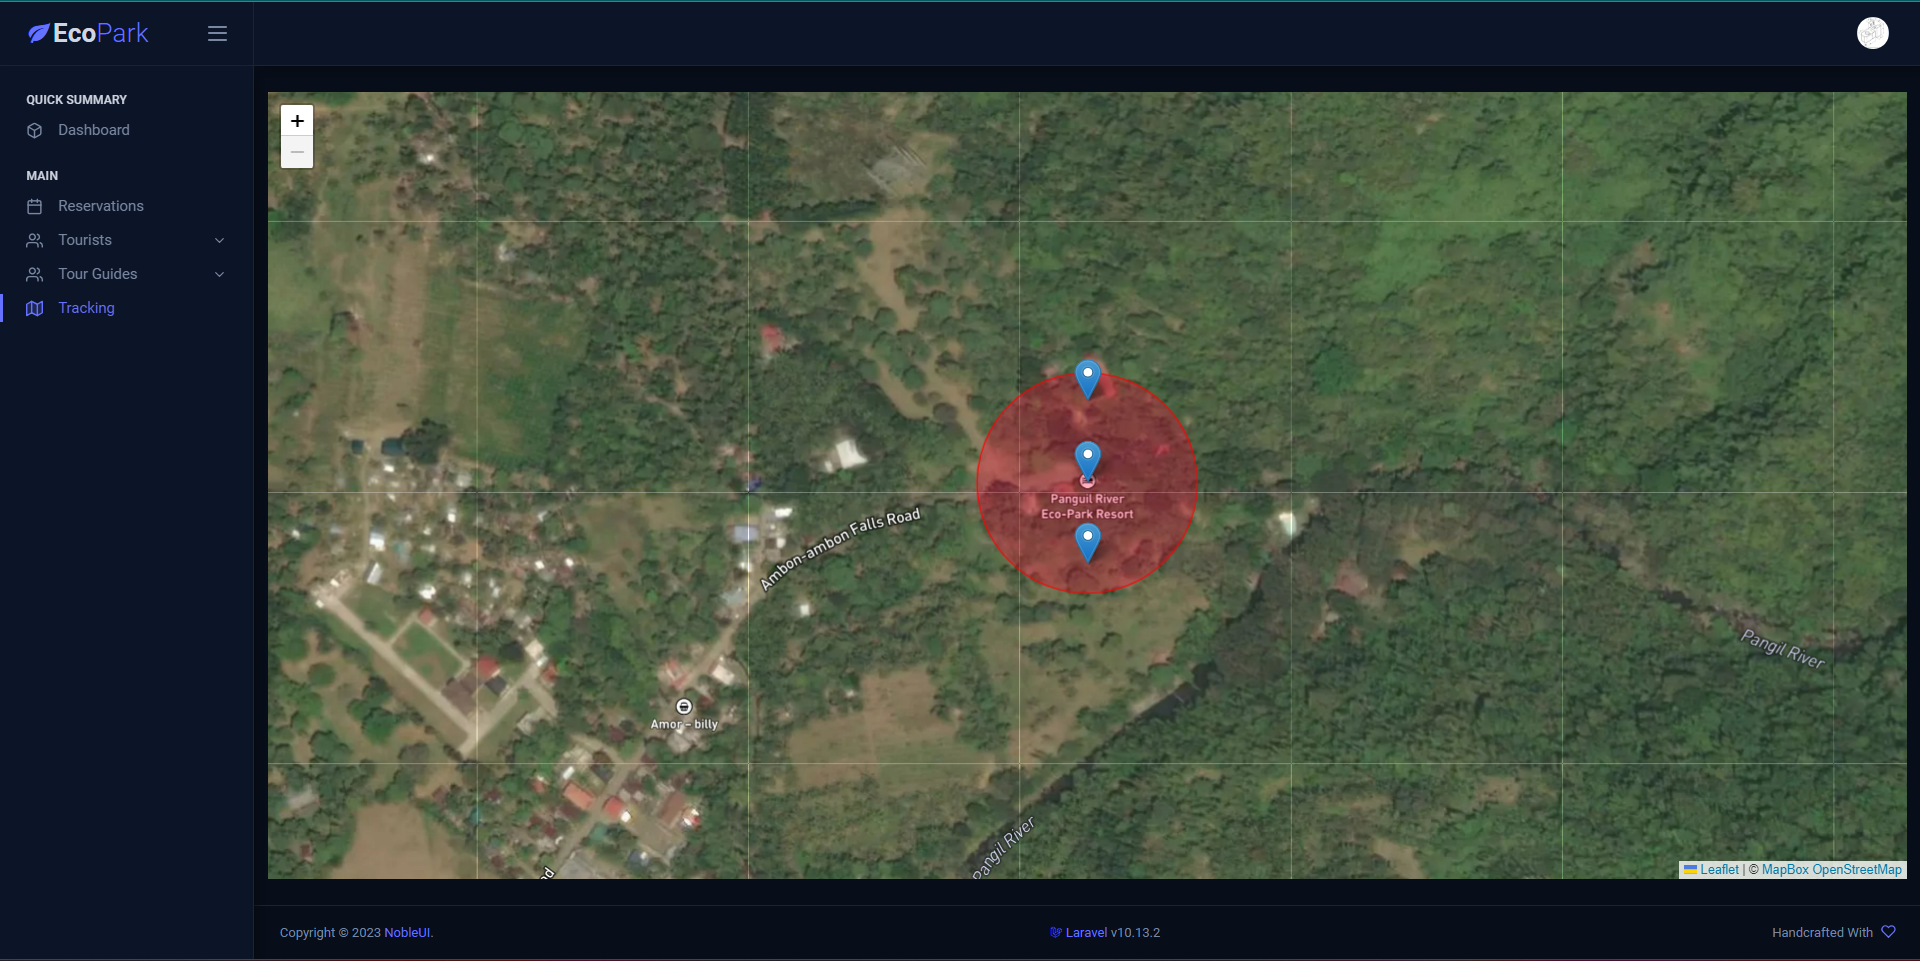 EcoPark
QUICK SUMMARY
Dashboard
MAIN
Reservations
Tourists
Tour Guides
Tracking
+
−
Panguil River
Eco-Park Resort
Ambon-ambon Falls Road
Pangil River
Amor - billy
Pangil River
Leaflet | © MapBox OpenStreetMap
Copyright © 2023 NobleUI.
Laravel v10.13.2
Handcrafted With